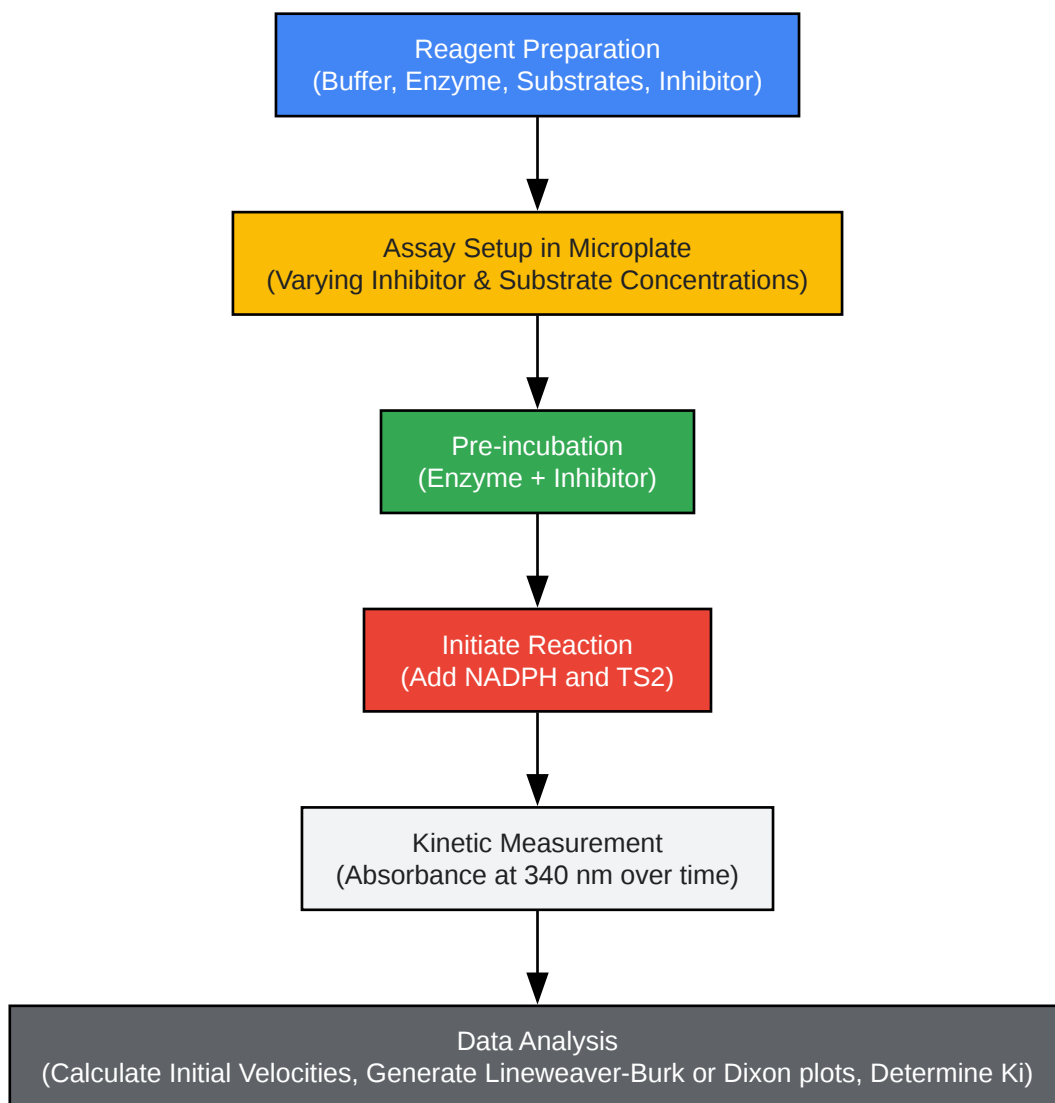 Reagent Preparation
(Buffer, Enzyme, Substrates, Inhibitor)
Assay Setup in Microplate
(Varying Inhibitor & Substrate Concentrations)
Pre-incubation
(Enzyme + Inhibitor)
Initiate Reaction
(Add NADPH and TS2)
Kinetic Measurement
(Absorbance at 340 nm over time)
Data Analysis
(Calculate Initial Velocities, Generate Lineweaver-Burk or Dixon plots, Determine Ki)